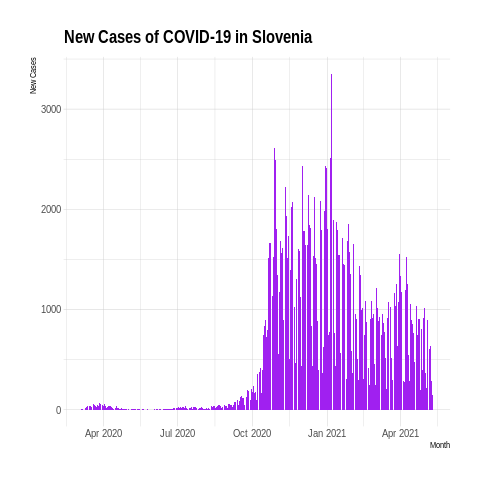 New Cases of COVID-19 in Slovenia
New Cases
3000
2000
1000
0
Apr 2020 Jul 2020 Oct 2020 Jan 2021 Apr 2021
Month